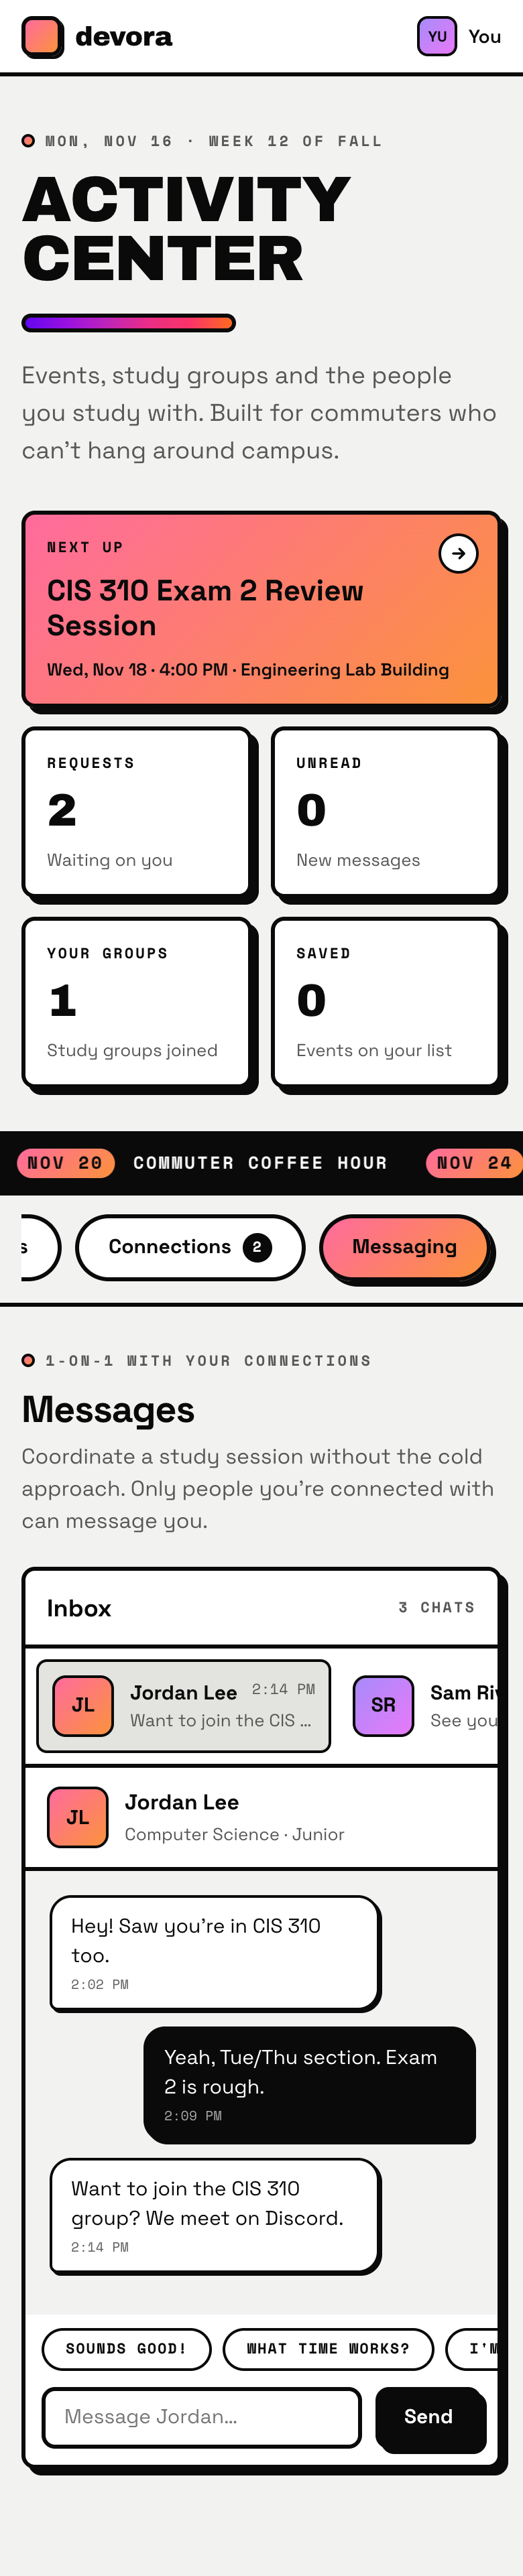 devora
YU
You
MON, NOV 16 · WEEK 12 OF FALL
ACTIVITY
CENTER
Events, study groups and the people
you study with. Built for commuters who
can’t hang around campus.
NEXT UP
CIS 310 Exam 2 Review
Session
Wed, Nov 18 · 4:00 PM · Engineering Lab Building
REQUESTS
2
Waiting on you
UNREAD
0
New messages
YOUR GROUPS
1
Study groups joined
SAVED
0
Events on your list
NOV 20 COMMUTER COFFEE HOUR NOV 24
s
Connections 2
Messaging
1-ON-1 WITH YOUR CONNECTIONS
Messages
Coordinate a study session without the cold
approach. Only people you’re connected with
can message you.
Inbox
3 CHATS
JL
Jordan Lee 2:14 PM
Want to join the CIS …
SR
Sam Riv
See you
JL
Jordan Lee
Computer Science · Junior
Hey! Saw you’re in CIS 310
too.
2:02 PM
Yeah, Tue/Thu section. Exam
2 is rough.
2:09 PM
Want to join the CIS 310
group? We meet on Discord.
2:14 PM
SOUNDS GOOD!
WHAT TIME WORKS?
I'M
Message Jordan…
Send